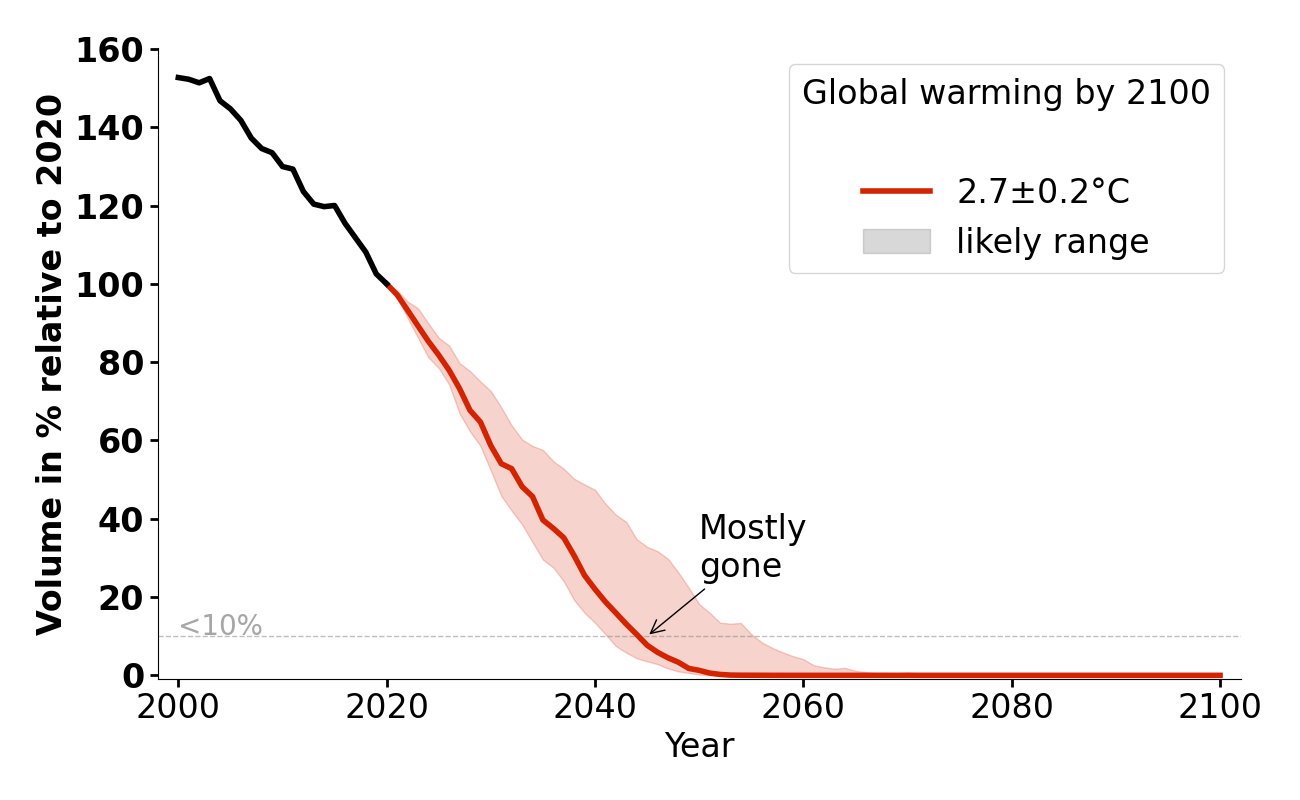 Volume in % relative to 2020
160
140
120
100
80
60
40
20
0
Global warming by 2100
2.7±0.2°C
likely range
Mostly
gone
<10%
2000 2020 2040 2060 2080 2100
Year